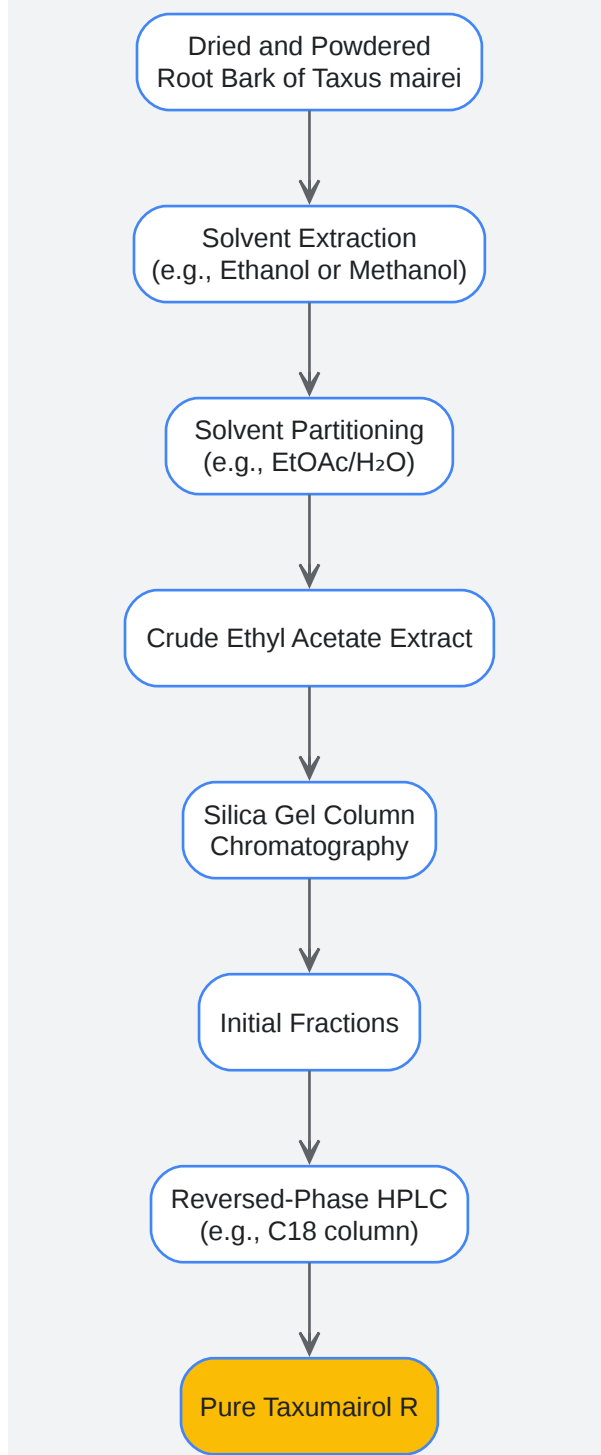 Dried and Powdered
Root Bark of Taxus mairei
Solvent Extraction
(e.g., Ethanol or Methanol)
Solvent Partitioning
(e.g., EtOAc/H₂O)
Crude Ethyl Acetate Extract
Silica Gel Column
Chromatography
Initial Fractions
Reversed-Phase HPLC
(e.g., C18 column)
Pure Taxumairol R